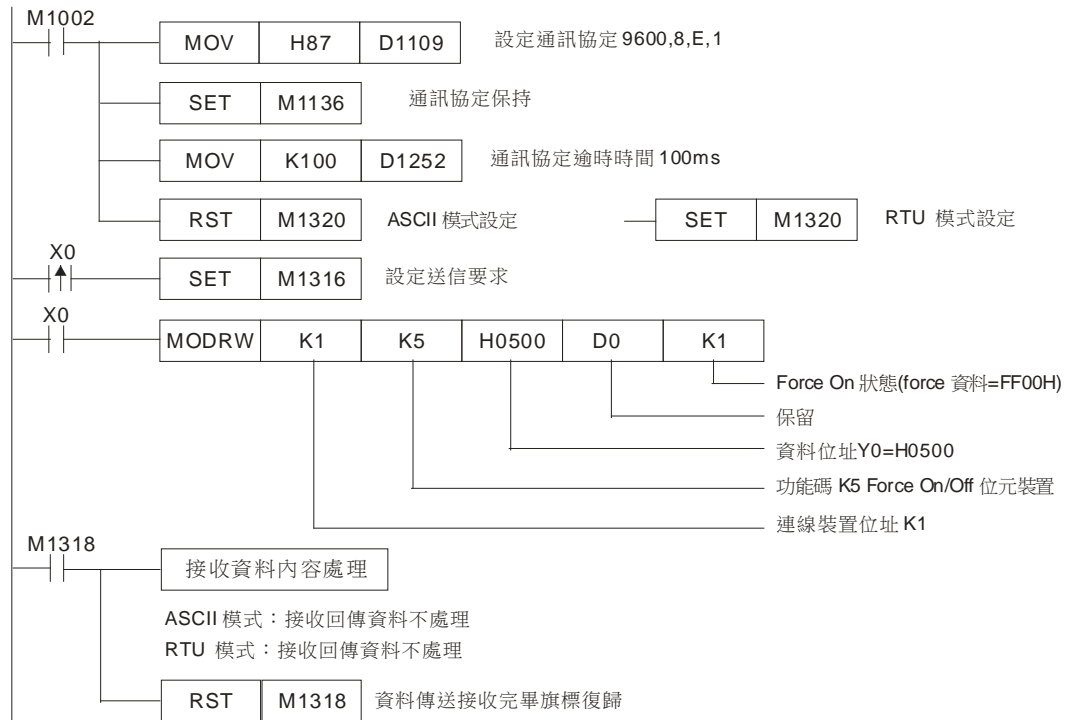 M1002
MOV H87 D1109 設定通訊協定 9600,8,E,1
SET M1136 通訊協定保持
MOV K100 D1252 通訊協定逾時時間 100ms
RST M1320 ASCII 模式設定 SET M1320 RTU 模式設定
X0
SET M1316 設定送信要求
X0
MODRW K1 K5 H0500 D0 K1
Force On 狀態(force 資料=FF00H)
保留
資料位址Y0=H0500
功能碼 K5 Force On/Off 位元裝置
連線裝置位址 K1
M1318
接收資料內容處理
ASCII 模式：接收回傳資料不處理
RTU 模式：接收回傳資料不處理
RST M1318 資料傳送接收完畢旗標復歸